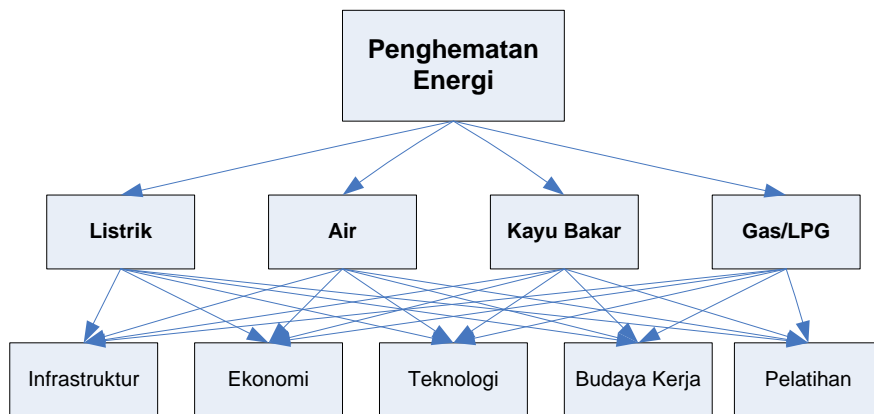 Penghematan
Energi
Listrik
Air
Kayu Bakar
Gas/LPG
Infrastruktur
Ekonomi
Teknologi
Budaya Kerja
Pelatihan